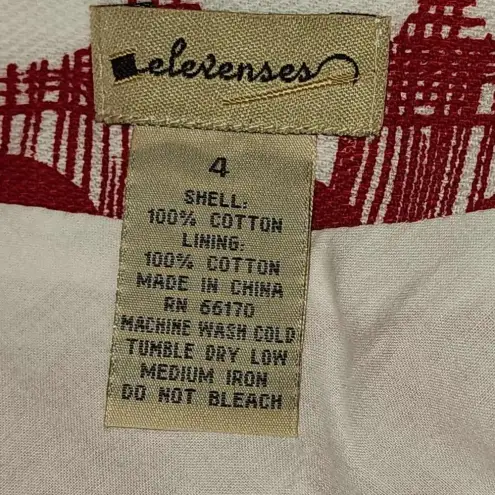 elevenses
4
SHELL:
100% COTTON
LINING:
100% COTTON
MADE IN CHINA
RN 66170
MACHINE WASH COLD
TUMBLE DRY LOW
MEDIUM IRON
DO NOT BLEACH